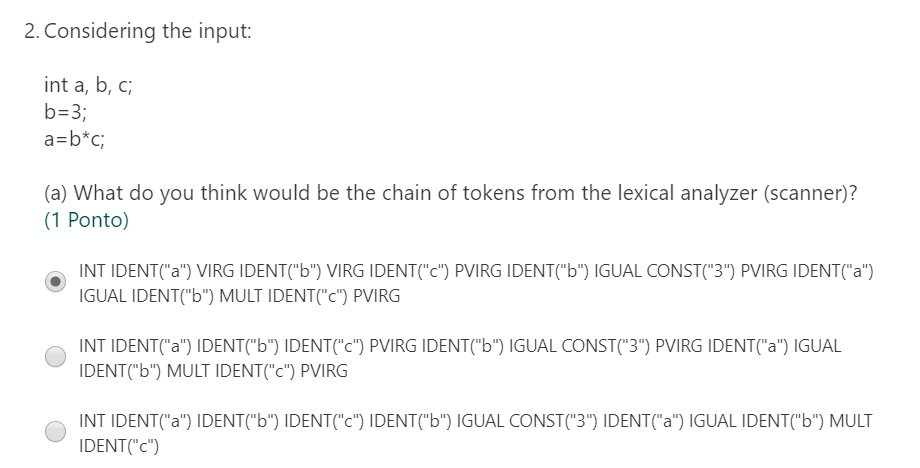 2. Considering the input:
int a, b, c;
b=3;
a=b*c;
(a) What do you think would be the chain of tokens from the lexical analyzer (scanner)?
(1 Ponto)
INT IDENT("a") VIRG IDENT("b") VIRG IDENT("c") PVIRG IDENT("b") IGUAL CONST("3") PVIRG IDENT("a")
IGUAL IDENT("b") MULT IDENT("c") PVIRG
INT IDENT("a") IDENT("b") IDENT("c") PVIRG IDENT("b") IGUAL CONST("3") PVIRG IDENT("a") IGUAL
IDENT("b") MULT IDENT("c") PVIRG
INT IDENT("a") IDENT("b") IDENT("c") IDENT("b") IGUAL CONST("3") IDENT("a") IGUAL IDENT("b") MULT
IDENT("c")